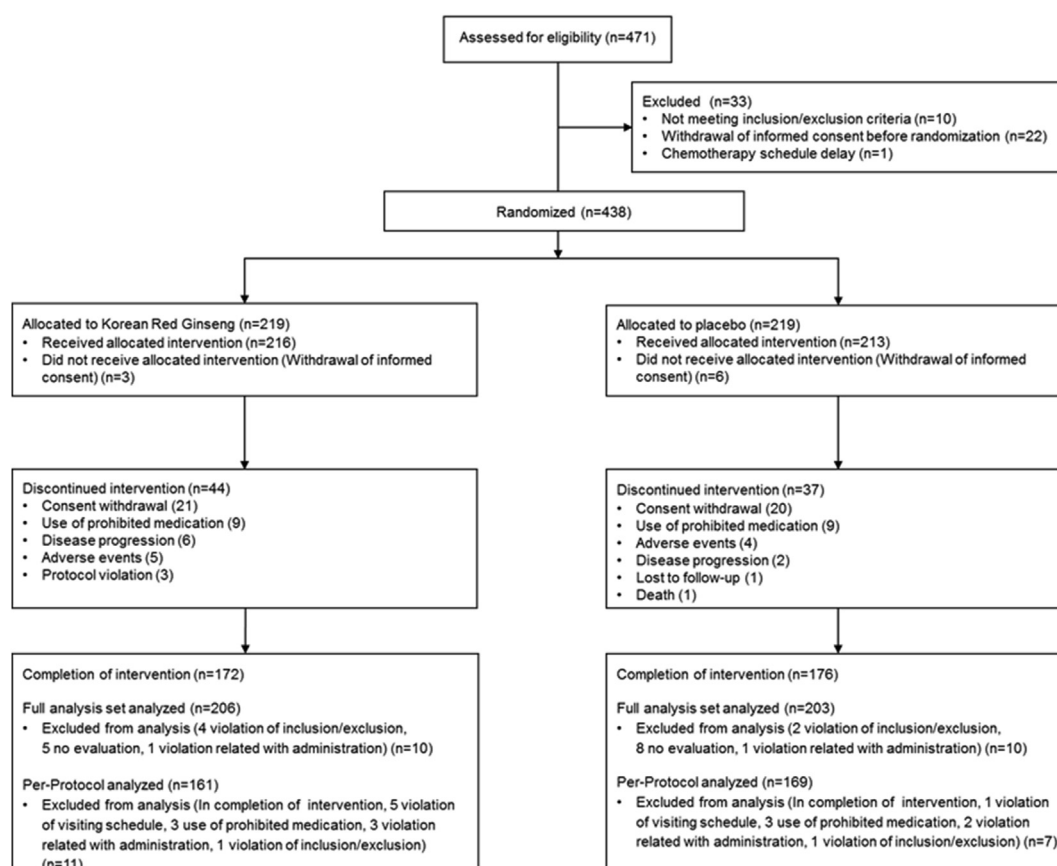 Assessed for eligibility (n=471)
Excluded (n=33)
• Not meeting inclusion/exclusion criteria (n=10)
• Withdrawal of informed consent before randomization (n=22)
• Chemotherapy schedule delay (n=1)
Randomized (n=438)
Allocated to Korean Red Ginseng (n=219)
• Received allocated intervention (n=216)
• Did not receive allocated intervention (Withdrawal of informed
consent) (n=3)
Allocated to placebo (n=219)
• Received allocated intervention (n=213)
• Did not receive allocated intervention (Withdrawal of informed
consent) (n=6)
Discontinued intervention (n=44)
• Consent withdrawal (21)
• Use of prohibited medication (9)
• Disease progression (6)
• Adverse events (5)
• Protocol violation (3)
Discontinued intervention (n=37)
• Consent withdrawal (20)
• Use of prohibited medication (9)
• Adverse events (4)
• Disease progression (2)
• Lost to follow-up (1)
• Death (1)
Completion of intervention (n=172)
Full analysis set analyzed (n=206)
• Excluded from analysis (4 violation of inclusion/exclusion,
5 no evaluation, 1 violation related with administration) (n=10)
Per-Protocol analyzed (n=161)
• Excluded from analysis (In completion of intervention, 5 violation
of visiting schedule, 3 use of prohibited medication, 3 violation
related with administration, 1 violation of inclusion/exclusion)
(n=11)
Completion of intervention (n=176)
Full analysis set analyzed (n=203)
• Excluded from analysis (2 violation of inclusion/exclusion,
8 no evaluation, 1 violation related with administration) (n=10)
Per-Protocol analyzed (n=169)
• Excluded from analysis (In completion of intervention, 1 violation
of visiting schedule, 3 use of prohibited medication, 2 violation
related with administration, 1 violation of inclusion/exclusion) (n=7)